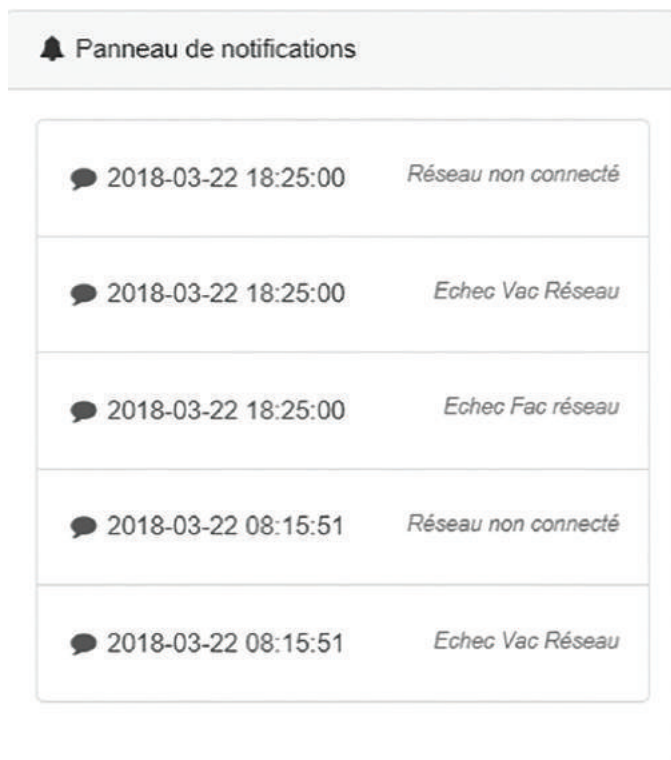 Panneau de notifications
2018-03-22 18:25:00 Réseau non connecté
2018-03-22 18:25:00 Echec Vac Réseau
2018-03-22 18:25:00 Echec Fac réseau
2018-03-22 08:15:51 Réseau non connecté
2018-03-22 08:15:51 Echec Vac Réseau